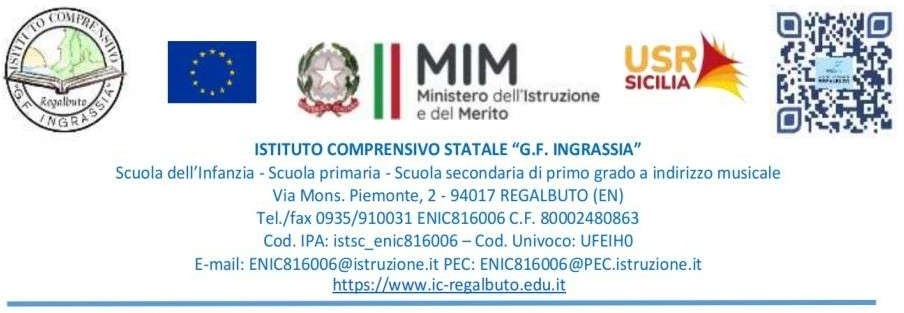 ISTITUTO COMPRENSIVO
Regalbuto
G.F. INGRASSIA
MIM
Ministero dell'Istruzione
e del Merito
USR
SICILIA
ISTITUTO COMPRENSIVO STATALE “G.F. INGRASSIA”
Scuola dell’Infanzia - Scuola primaria - Scuola secondaria di primo grado a indirizzo musicale
Via Mons. Piemonte, 2 - 94017 REGALBUTO (EN)
Tel./fax 0935/910031 ENIC816006 C.F. 80002480863
Cod. IPA: istsc_enic816006 – Cod. Univoco: UFEIH0
E-mail: ENIC816006@istruzione.it PEC: ENIC816006@PEC.istruzione.it
https://www.ic-regalbuto.edu.it